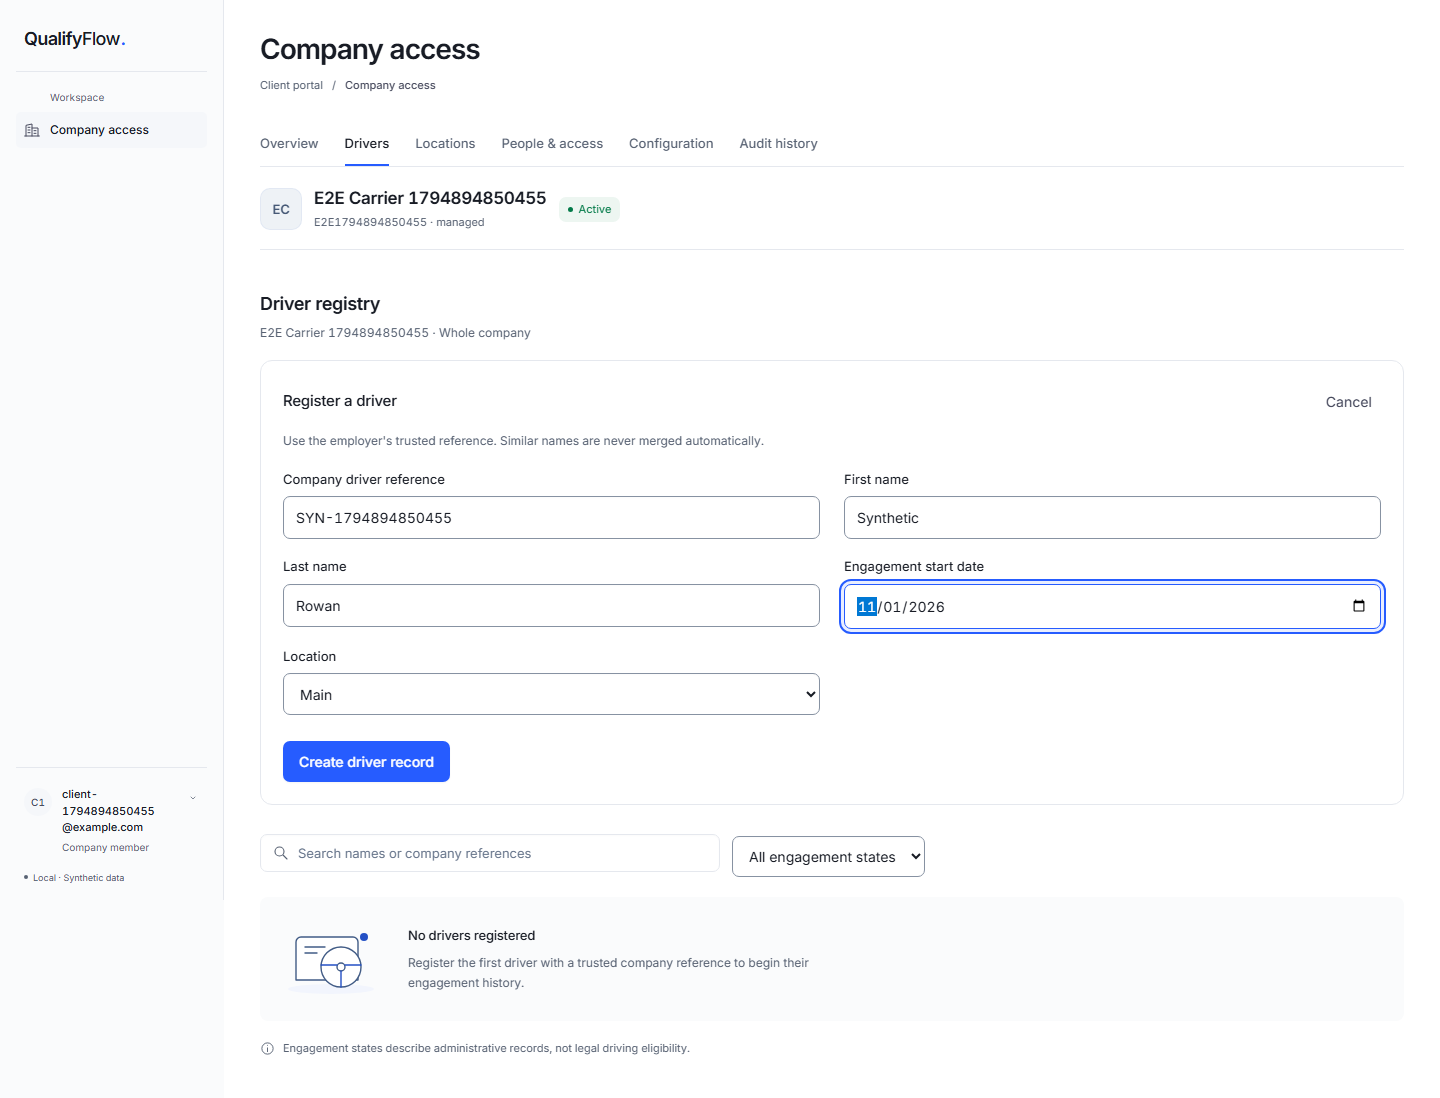 QualifyFlow.
Workspace
Company access
client-
1794894850455
@example.com
Company member
C1
Local · Synthetic data
Company access
Client portal / Company access
Overview Drivers Locations People & access Configuration Audit history
EC
E2E Carrier 1794894850455
Active
E2E1794894850455 · managed
Driver registry
E2E Carrier 1794894850455 · Whole company
Register a driver
Cancel
Use the employer's trusted reference. Similar names are never merged automatically.
Company driver reference
SYN-1794894850455
First name
Synthetic
Last name
Rowan
Engagement start date
11/01/2026
Location
Main
Create driver record
Search names or company references
All engagement states
No drivers registered
Register the first driver with a trusted company reference to begin their
engagement history.
Engagement states describe administrative records, not legal driving eligibility.